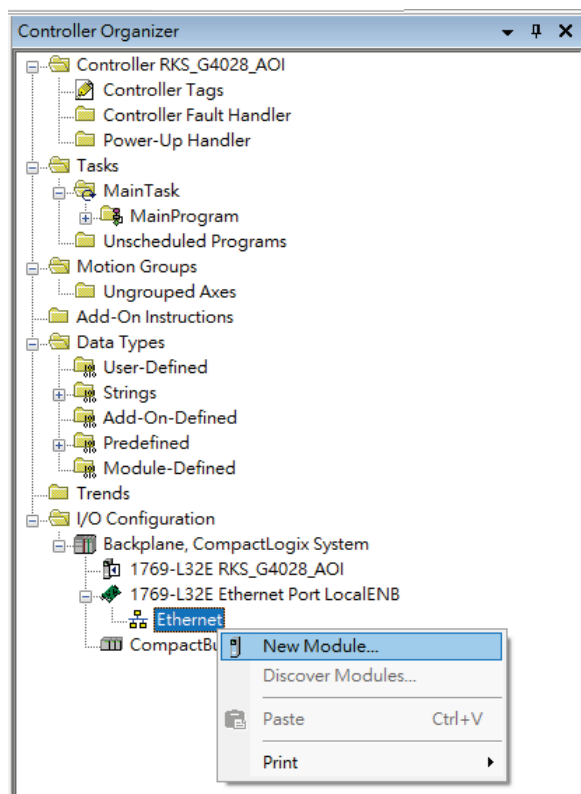 Controller Organizer
Controller RKS_G4028_AOI
Controller Tags
Controller Fault Handler
Power-Up Handler
Tasks
MainTask
MainProgram
Unscheduled Programs
Motion Groups
Ungrouped Axes
Add-On Instructions
Data Types
User-Defined
Strings
Add-On-Defined
Predefined
Module-Defined
Trends
I/O Configuration
Backplane, CompactLogix System
1769-L32E RKS_G4028_AOI
1769-L32E Ethernet Port LocalENB
Ethernet
New Module...
Discover Modules...
Paste Ctrl+V
Print